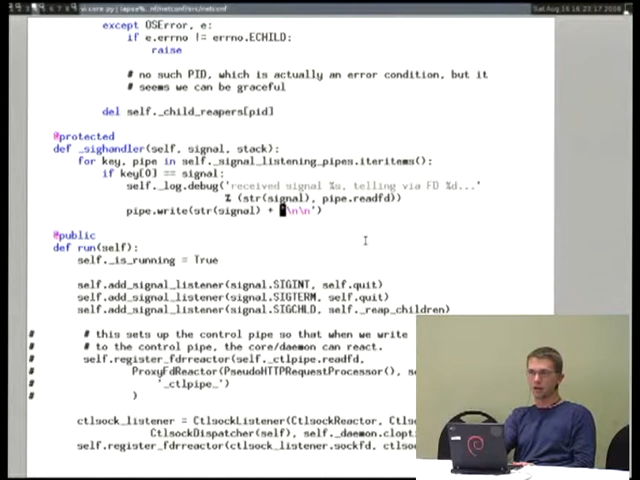 except OSError, e:
if e.errno != errno.ECHILD:
raise
# no such PID, which is actually an error condition, but it
# seems we can be graceful
del self._child_reapers[pid]
@protected
def _sighandler(self, signal, stack):
for key, pipe in self._signal_listening_pipes.iteritems():
if key[0] == signal:
self._log.debug('received signal %s, telling via FD %d...'
% (str(signal), pipe.readfd))
pipe.write(str(signal) + '\n\n')
@public
def run(self):
self._is_running = True
self.add_signal_listener(signal.SIGINT, self.quit)
self.add_signal_listener(signal.SIGTERM, self.quit)
self.add_signal_listener(signal.SIGCHLD, self._reap_children)
# # this sets up the control pipe so that when we write
# # to the control pipe, the core/daemon can react.
# self.register_fdrreactor(self._ctlpipe.readfd,
# ProxyFdReactor(PseudoHTTPRequestProcessor(),
# '_ctlpipe_')
# )
ctlsock_listener = CtlsockListener(CtlsockReactor,
CtlsockDispatcher(self), self._daemon.
self.register_fdrreactor(ctlsock_listener.sockfd,